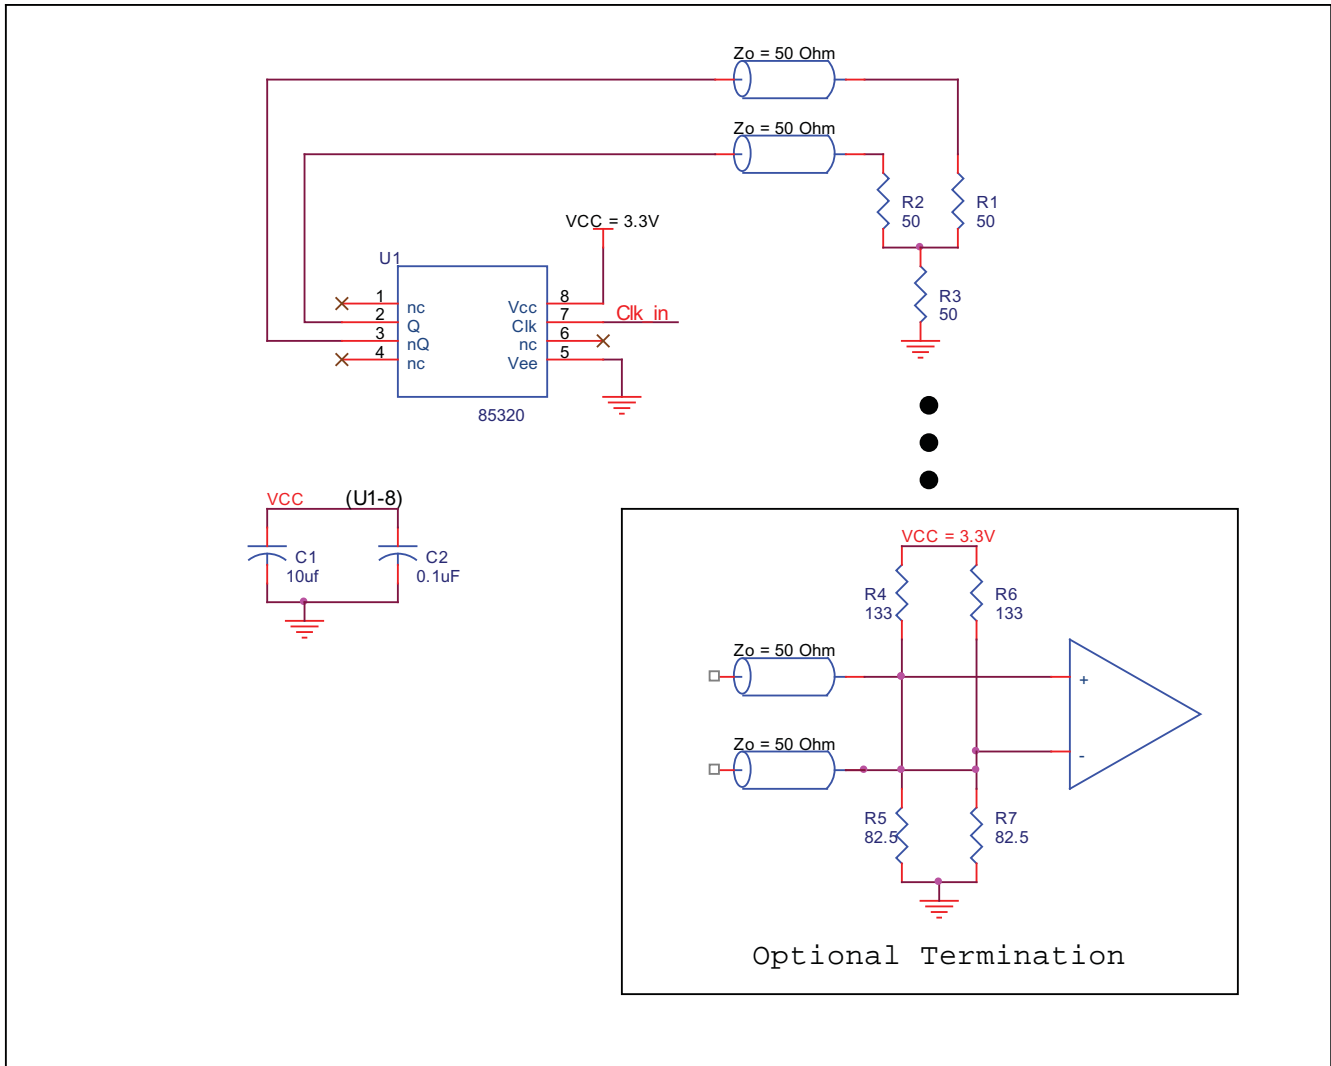 Zo = 50 Ohm
Zo = 50 Ohm
R2
50
R1
50
VCC = 3.3V
U1
1
nc
Vcc
8
2
Q
Clk
7
Clk_in
3
nQ
nc
6
4
nc
Vee
5
R3
50
85320
VCC
(U1-8)
C1
10uf
C2
0.1uF
VCC = 3.3V
R4
133
R6
133
Zo = 50 Ohm
+
Zo = 50 Ohm
-
R5
82.5
R7
82.5
Optional Termination